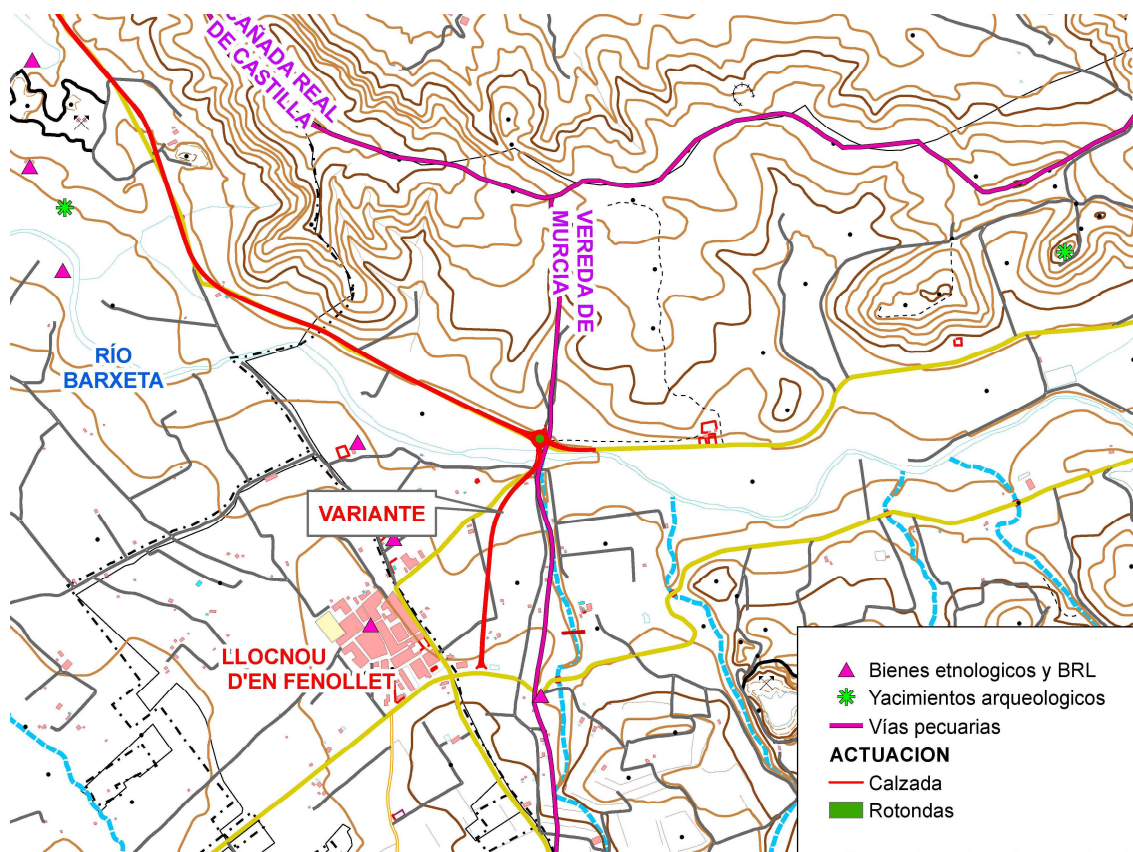 CAÑADA REAL
DE CASTILLA
VEREDA DE
MURCIA
RÍO
BARXETA
VARIANTE
LLOCNOU
D'EN FENOLLET
Bienes etnologicos y BRL
Yacimientos arqueologicos
Vías pecuarias
ACTUACION
Calzada
Rotondas